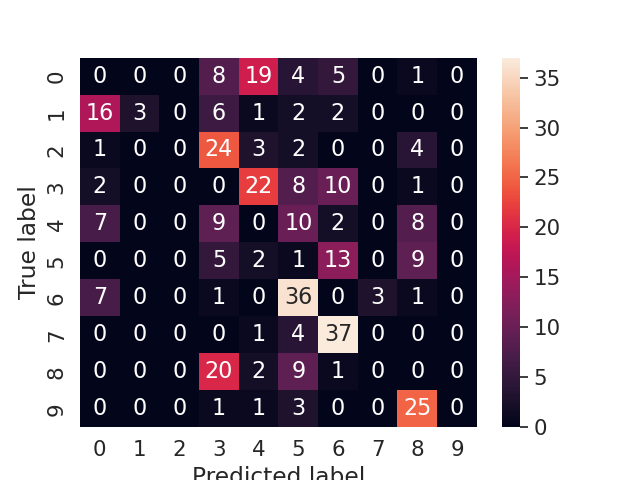 0 0 0 0 8 19 4 5 0 1 0
1 16 3 0 6 1 2 2 0 0 0
2 1 0 0 24 3 2 0 0 4 0
3 2 0 0 0 22 8 10 0 1 0
4 7 0 0 9 0 10 2 0 8 0
5 0 0 0 5 2 1 13 0 9 0
6 7 0 0 1 0 36 0 3 1 0
7 0 0 0 0 1 4 37 0 0 0
8 0 0 0 20 2 9 1 0 0 0
9 0 0 0 1 1 3 0 0 25 0
0 1 2 3 4 5 6 7 8 9
Predicted label
True label
35
30
25
20
15
10
5
0